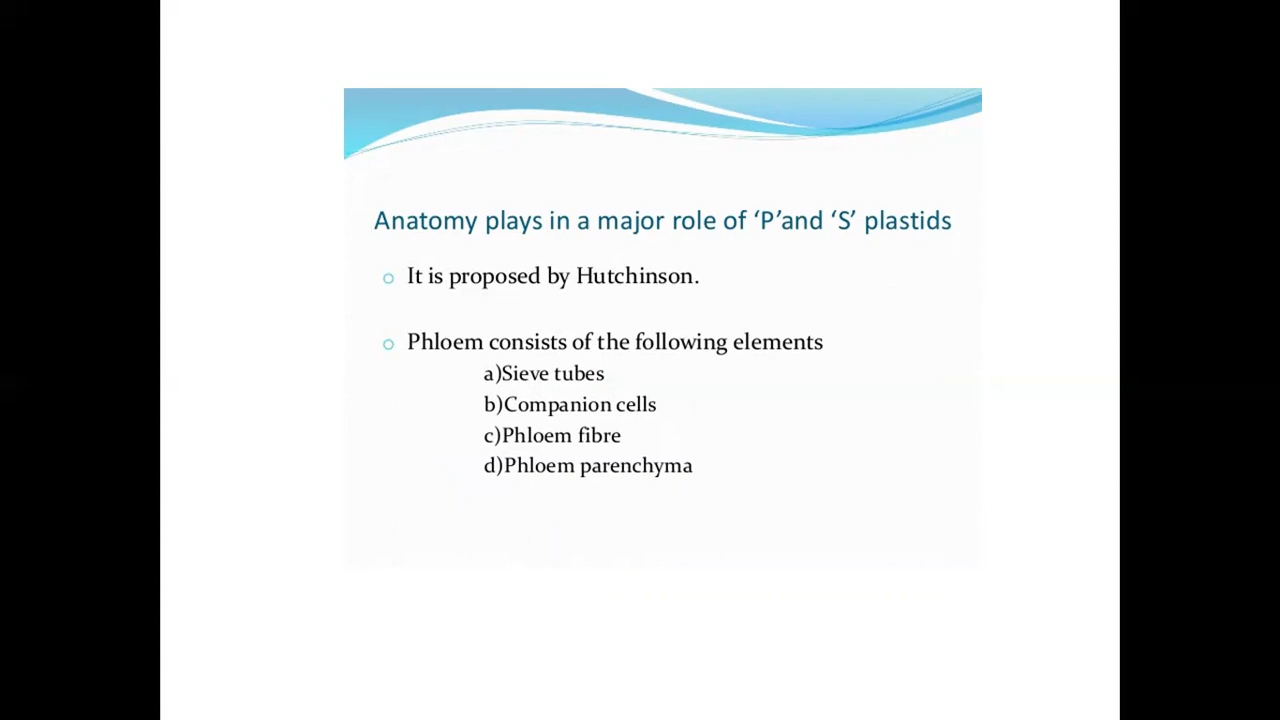 Anatomy plays in a major role of ‘P’and ‘S’ plastids
It is proposed by Hutchinson.
Phloem consists of the following elements
a)Sieve tubes
b)Companion cells
c)Phloem fibre
d)Phloem parenchyma